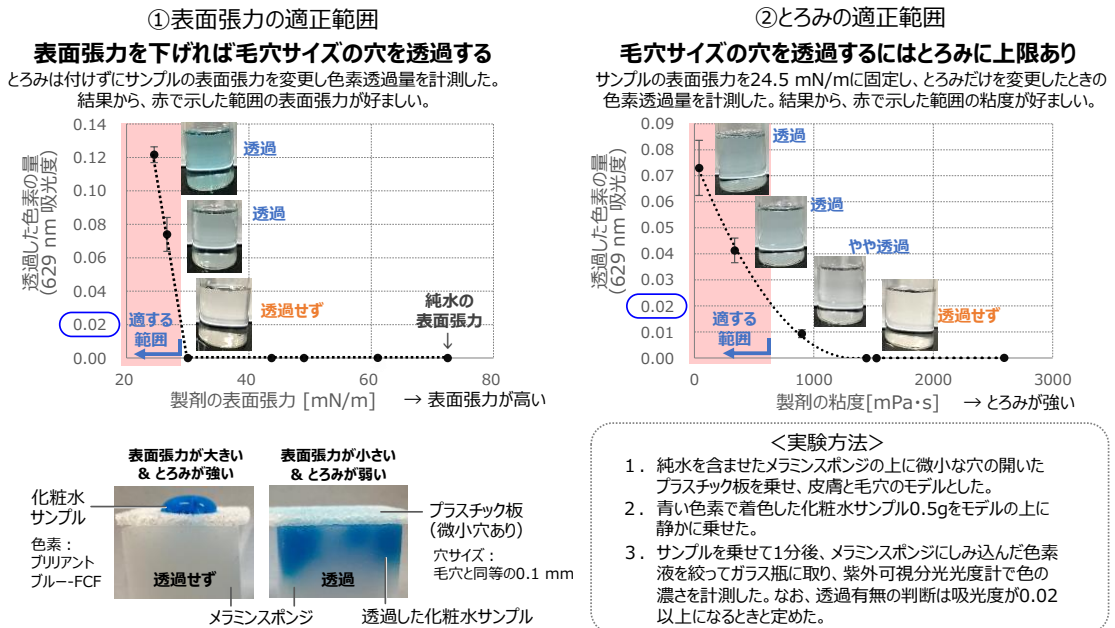 ①表面張力の適正範囲
表面張力を下げれば毛穴サイズの穴を透過する
とろみは付けずにサンプルの表面張力を変更し色素透過量を計測した。
結果から、赤で示した範囲の表面張力が好ましい。
透過した色素の量
(629 nm 吸光度)
0.14
0.12
0.10
0.08
0.06
0.04
0.02
0.00
透過
透過
透過せず
適する
範囲
純水の
表面張力
↓
20
40
60
80
製剤の表面張力 [mN/m]
→ 表面張力が高い
②とろみの適正範囲
毛穴サイズの穴を透過するにはとろみに上限あり
サンプルの表面張力を24.5 mN/mに固定し、とろみだけを変更したときの
色素透過量を計測した。結果から、赤で示した範囲の粘度が好ましい。
透過した色素の量
(629 nm 吸光度)
0.09
0.08
0.07
0.06
0.05
0.04
0.03
0.02
0.01
0.00
透過
透過
やや透過
透過せず
適する
範囲
0
1000
2000
3000
製剤の粘度[mPa・s]
→ とろみが強い
表面張力が大きい
& とろみが強い
表面張力が小さい
& とろみが弱い
化粧水
サンプル
色素：
ブリリアント
ブルー-FCF
透過せず
透過
プラスチック板
(微小穴あり)
穴サイズ：
毛穴と同等の0.1 mm
メラミンスポンジ
透過した化粧水サンプル
＜実験方法＞
1．純水を含ませたメラミンスポンジの上に微小な穴の開いた
プラスチック板を乗せ、皮膚と毛穴のモデルとした。
2．青い色素で着色した化粧水サンプル0.5gをモデルの上に
静かに乗せた。
3．サンプルを乗せて1分後、メラミンスポンジにしみ込んだ色素
液を絞ってガラス瓶に取り、紫外可視分光光度計で色の
濃さを計測した。なお、透過有無の判断は吸光度が0.02
以上になるときと定めた。